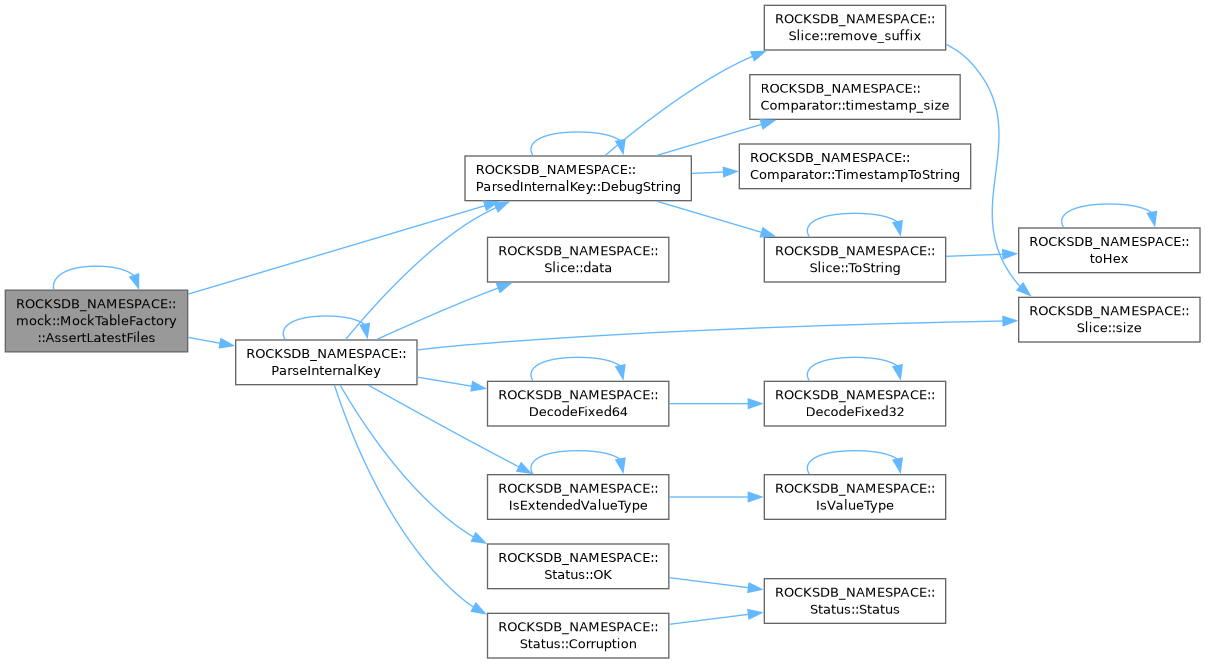 ROCKSDB_NAMESPACE::
mock::MockTableFactory
::AssertLatestFiles
ROCKSDB_NAMESPACE::
ParsedInternalKey::DebugString
ROCKSDB_NAMESPACE::
Slice::remove_suffix
ROCKSDB_NAMESPACE::
Comparator::timestamp_size
ROCKSDB_NAMESPACE::
Comparator::TimestampToString
ROCKSDB_NAMESPACE::
Slice::ToString
ROCKSDB_NAMESPACE::
toHex
ROCKSDB_NAMESPACE::
Slice::size
ROCKSDB_NAMESPACE::
ParseInternalKey
ROCKSDB_NAMESPACE::
Slice::data
ROCKSDB_NAMESPACE::
DecodeFixed64
ROCKSDB_NAMESPACE::
DecodeFixed32
ROCKSDB_NAMESPACE::
IsExtendedValueType
ROCKSDB_NAMESPACE::
IsValueType
ROCKSDB_NAMESPACE::
Status::OK
ROCKSDB_NAMESPACE::
Status::Corruption
ROCKSDB_NAMESPACE::
Status::Status